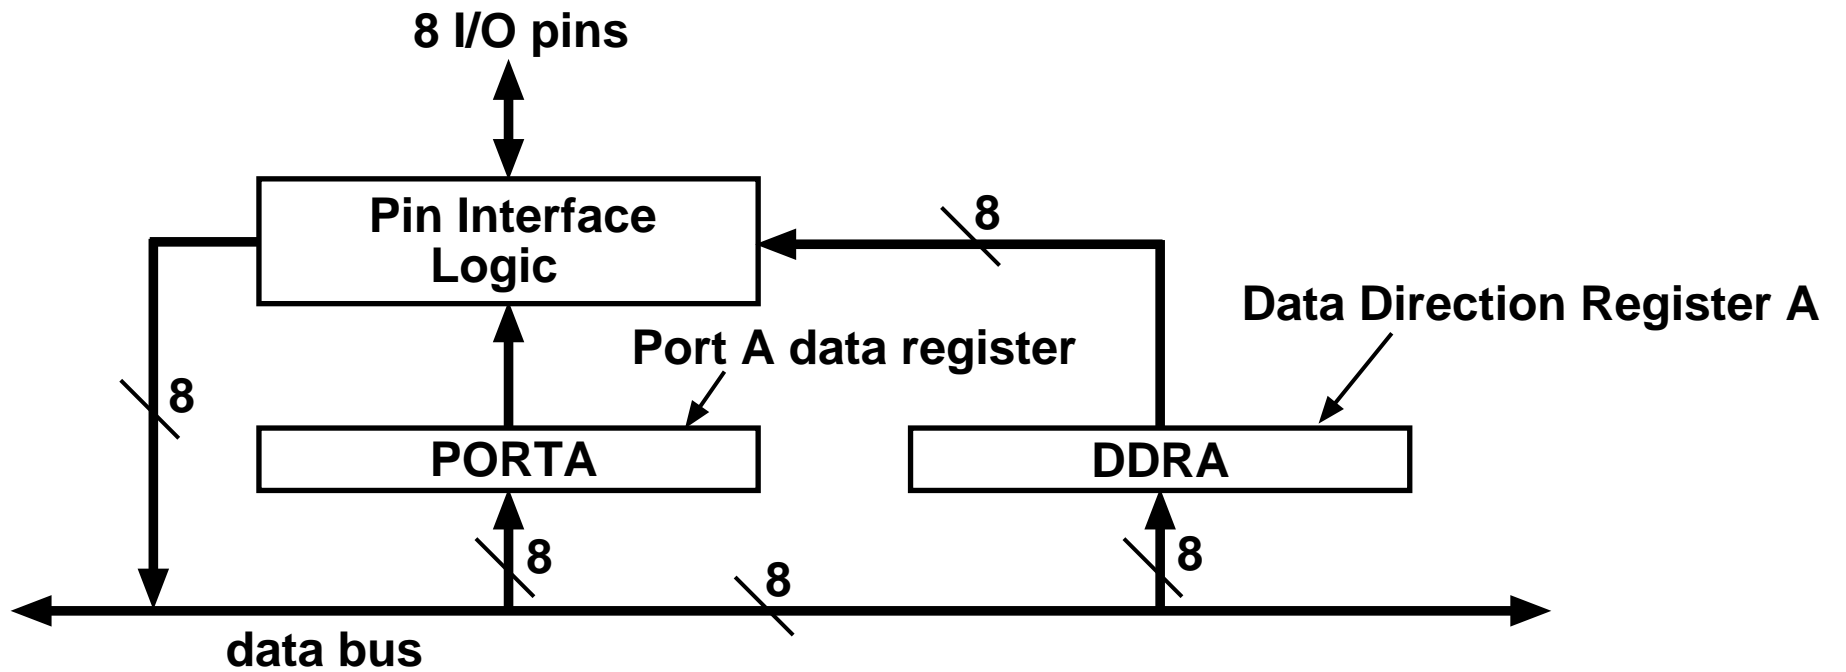 8 I/O pins
Pin Interface
Logic
8
Data Direction Register A
Port A data register
8
PORTA
DDRA
8
8
8
data bus